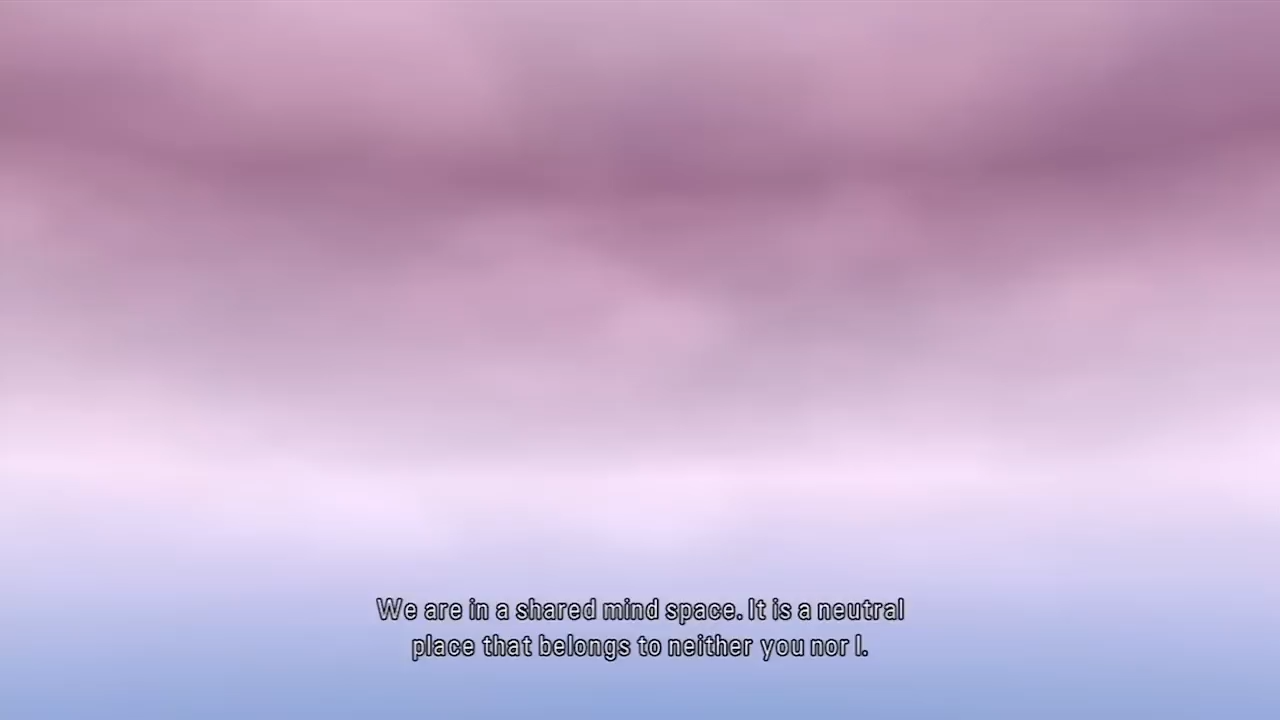 We are in a shared mind space. It is a neutral
place that belongs to neither you nor I.